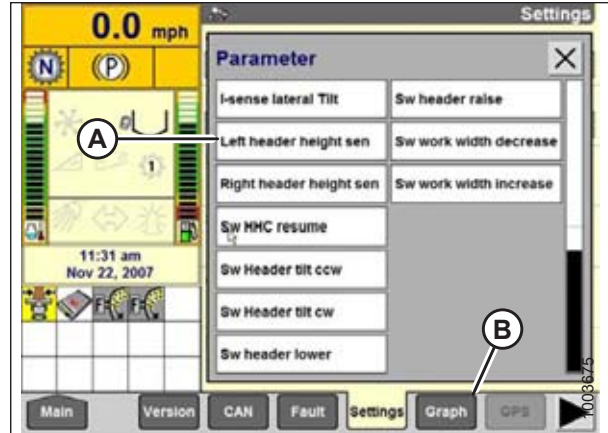 0.0 mph
Settings
N
(P)
Parameter
I-sense lateral Tilt
Sw header raise
A
Left header height sen
Sw work width decrease
1
Right header height sen
Sw work width increase
Sw HHC resume
11:31 am
Nov 22, 2007
Sw Header tilt ccw
Sw Header tilt cw
B
Sw header lower
Main
Version
CAN
Fault
Settings
Graph
GPS
1003675